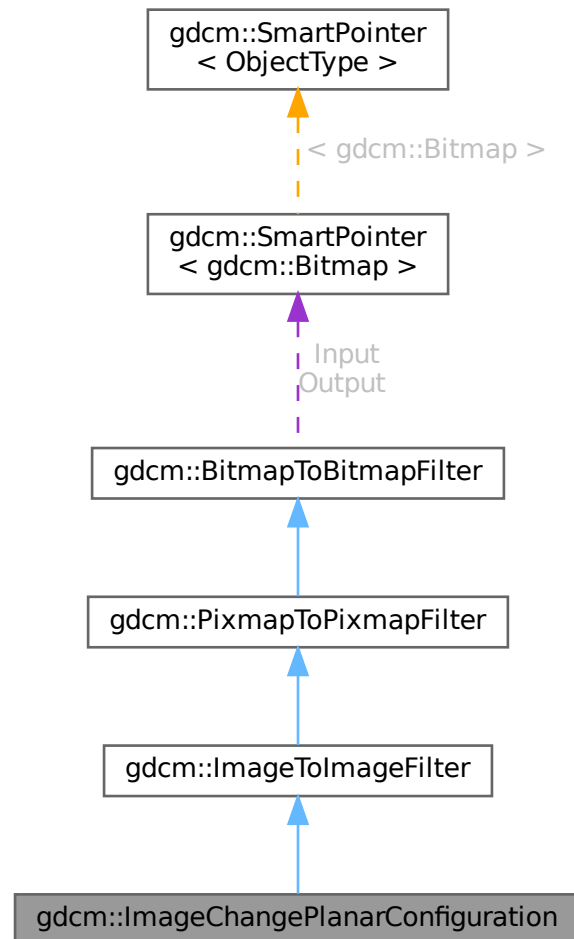 gdcm::SmartPointer
< ObjectType >
< gdcm::Bitmap >
gdcm::SmartPointer
< gdcm::Bitmap >
Input
Output
gdcm::BitmapToBitmapFilter
gdcm::PixmapToPixmapFilter
gdcm::ImageToImageFilter
gdcm::ImageChangePlanarConfiguration